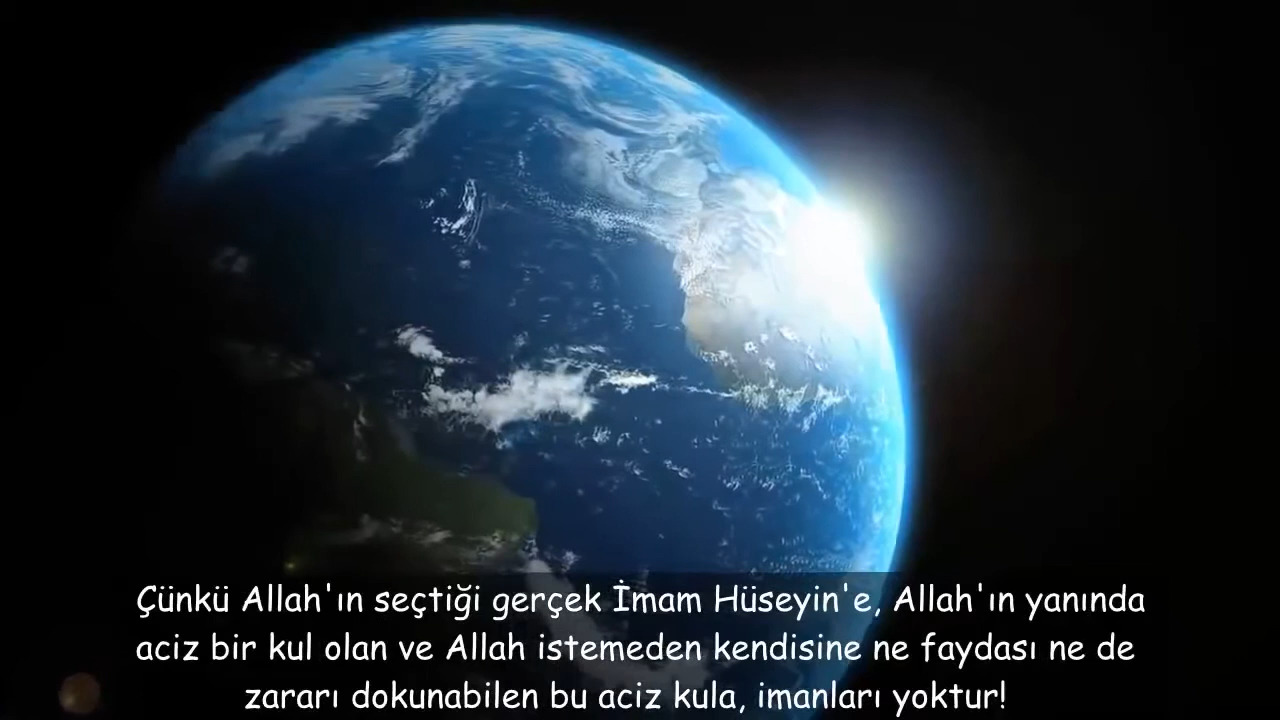 Çünkü Allah'ın seçtiği gerçek İmam Hüseyin'e, Allah'ın yanında
aciz bir kul olan ve Allah istemeden kendisine ne faydası ne de
zararı dokunabilen bu aciz kula, imanları yoktur!